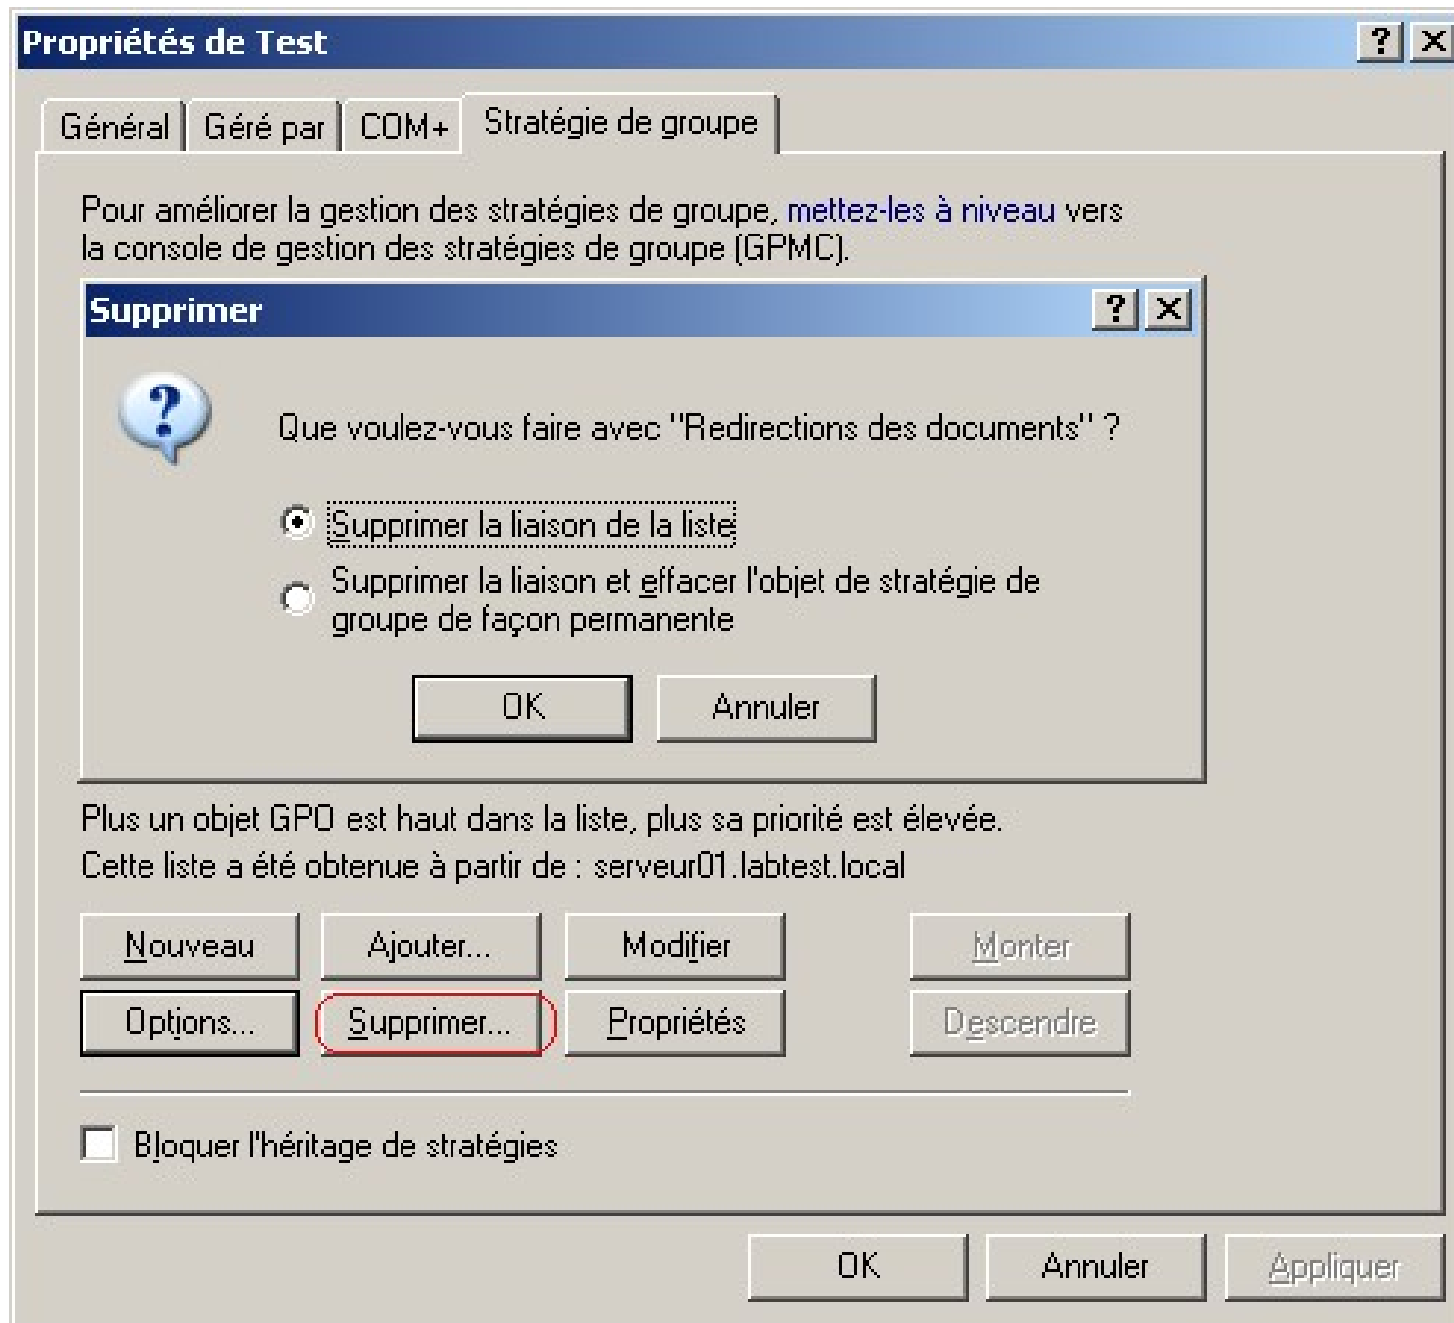 Propriétés de Test
Général Géré par COM+ Stratégie de groupe
Pour améliorer la gestion des stratégies de groupe, mettez-les à niveau vers
la console de gestion des stratégies de groupe (GPMC).
Supprimer
Que voulez-vous faire avec "Redirections des documents" ?
Supprimer la liaison de la liste
Supprimer la liaison et effacer l'objet de stratégie de
groupe de façon permanente
OK Annuler
Plus un objet GPO est haut dans la liste, plus sa priorité est élevée.
Cette liste a été obtenue à partir de : serveur01.labtest.local
Nouveau Ajouter... Modifier Monter
Options... Supprimer... Propriétés Descendre
Bloquer l'héritage de stratégies
OK Annuler Appliquer